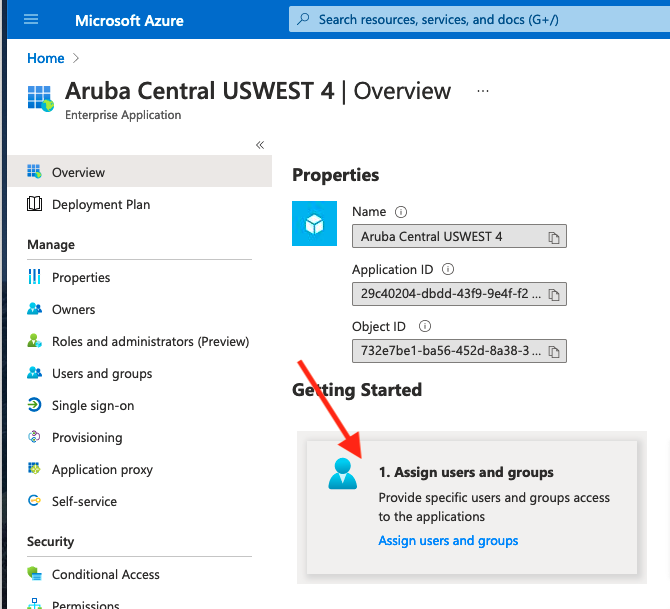 Microsoft Azure
Search resources, services, and docs (G+/)
Home
Aruba Central USWEST 4 | Overview ...
Enterprise Application
«
Overview
Deployment Plan
Manage
Properties
Owners
Roles and administrators (Preview)
Users and groups
Single sign-on
Provisioning
Application proxy
Self-service
Security
Conditional Access
Permissions
Properties
Name
Aruba Central USWEST 4
Application ID
29c40204-dbdd-43f9-9e4f-f2 ...
Object ID
732e7be1-ba56-452d-8a38-3 ...
Getting Started
1. Assign users and groups
Provide specific users and groups access
to the applications
Assign users and groups